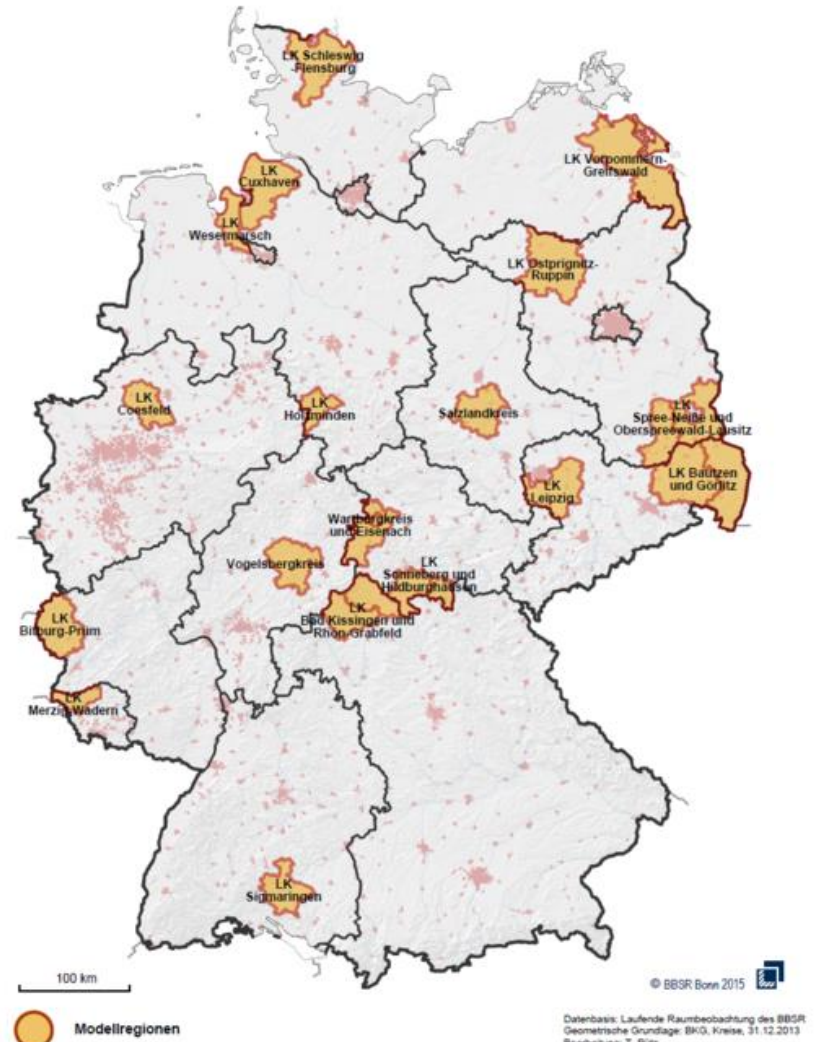 LK Schleswig
-Flensburg
LK Vorpommern-
Greifswald
LK
Cuxhaven
LK
Wesermarsch
LK Ostprignitz-
Ruppin
LK
Coesfeld
LK
Holzminden
Salzlandkreis
LK
Spree-Neiße und
Oberspreewald-Lausitz
LK Bautzen
und Görlitz
LK
Leipzig
Wartburgkreis
und Eisenach
Vogelsbergkreis
LK
Sonneberg und
Hildburghausen
LK
Bad Kissingen und
Rhön-Grabfeld
LK
Bitburg-Prüm
LK
Merzig-Wadern
LK
Sigmaringen
100 km
© BBSR Bonn 2015
Modellregionen
Datenbasis: Laufende Raumbeobachtung des BBSR
Geometrische Grundlage: BKG, Kreise, 31.12.2013